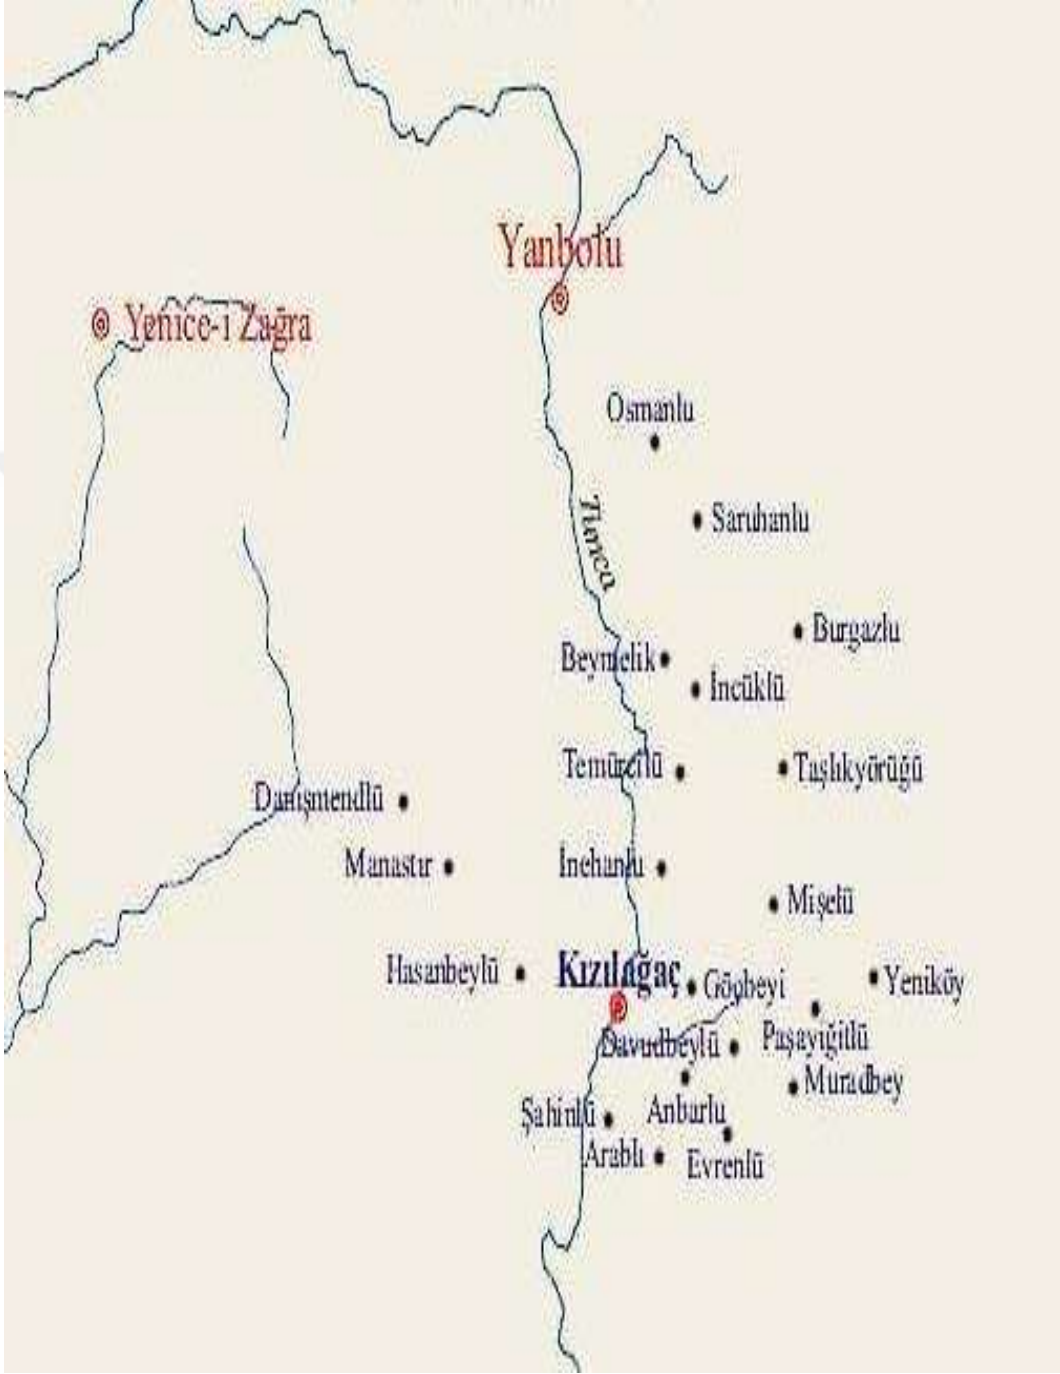 Yanbolu
Yenice-i Zağra
Osmanlu
Tunca
Saruhanlu
Burgazlu
Beymelik
İncüklü
Temürcilü
Taşlıkyörüğü
Danışmendlü
Manastır
İnehanlu
Mişelü
Hasanbeylü
Kızılağaç
Göçbeyi
Yeniköy
Davudbeylü
Paşayiğitlü
Muradbey
Şahinlü
Anbarlu
Arablı
Evrenlü